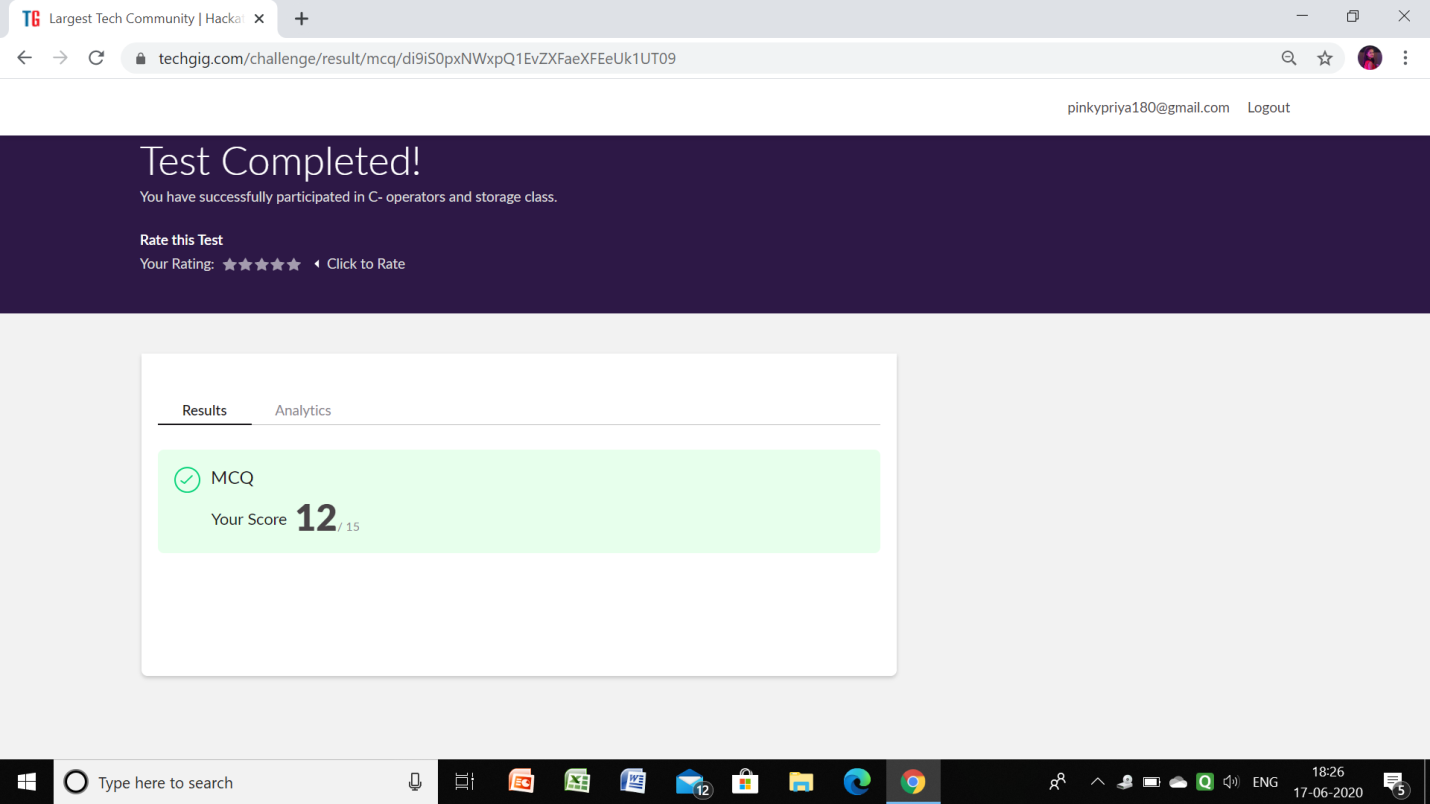 TG Largest Tech Community | Hacka
techgig.com/challenge/result/mcq/di9iS0pxNWxpQ1EvZXFaeXFEeUk1UT09
pinkypriya180@gmail.com Logout
Test Completed!
You have successfully participated in C- operators and storage class.
Rate this Test
Your Rating: Click to Rate
Results Analytics
MCQ
Your Score 12 / 15
Type here to search
12
Q
ENG
18:26
17-06-2020
5